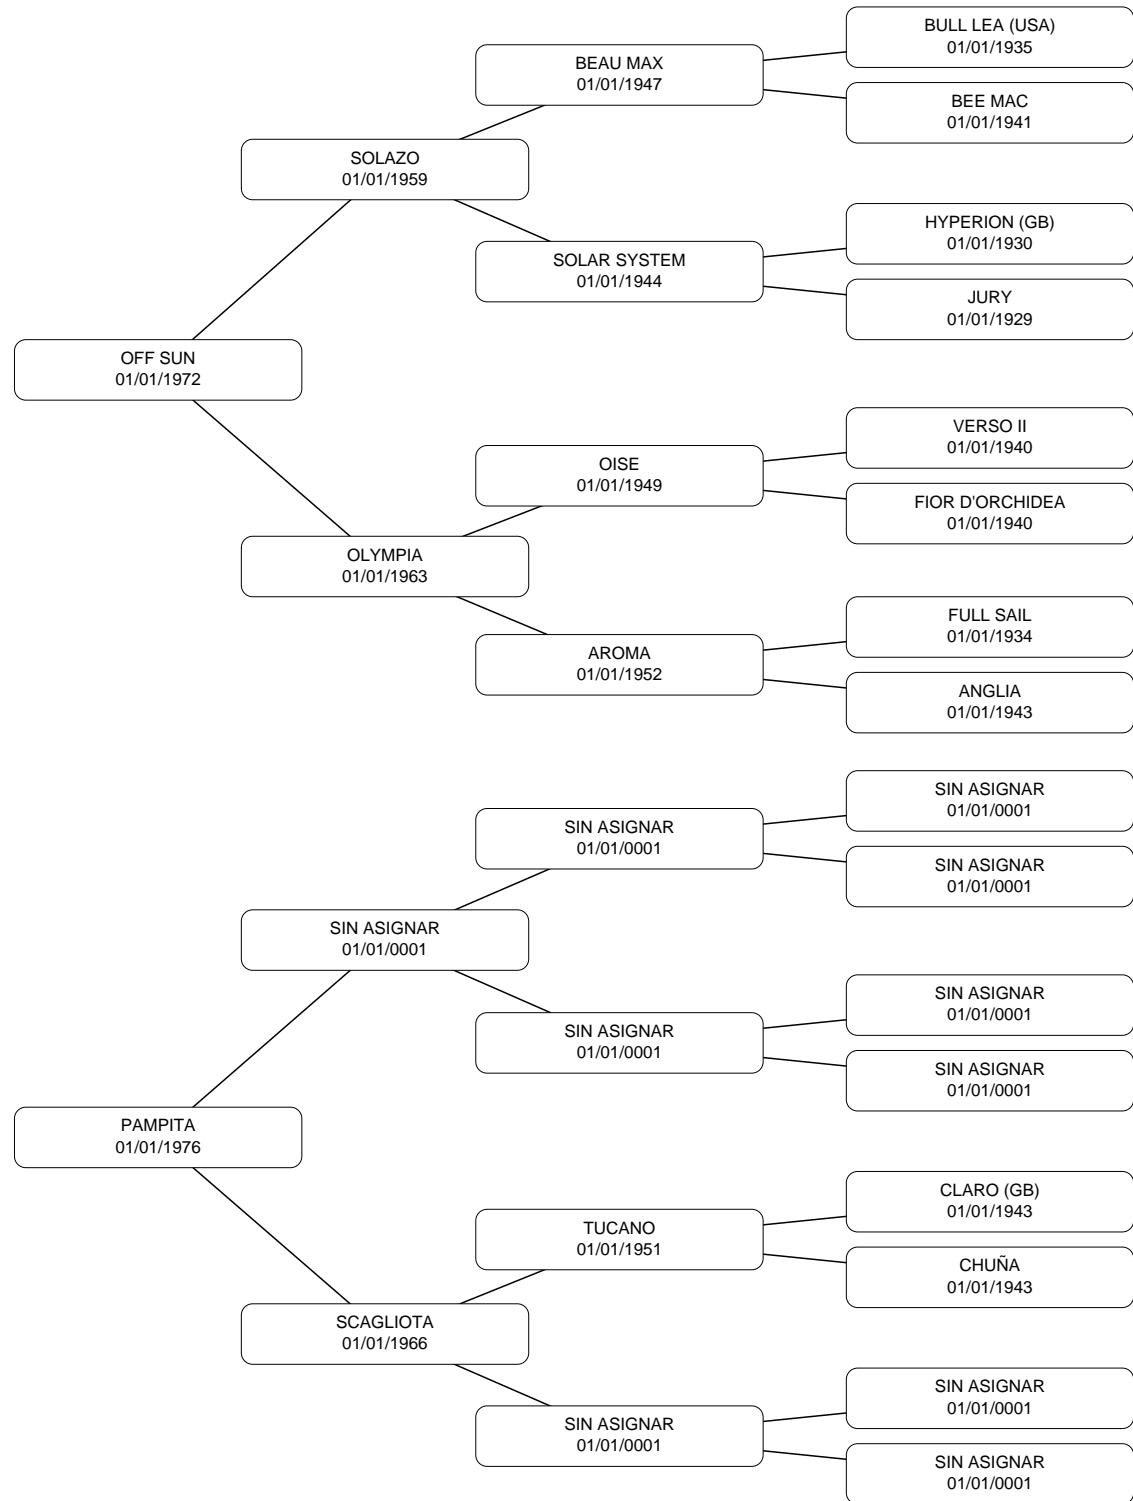 BULL LEA (USA)
01/01/1935
BEAU MAX
01/01/1947
BEE MAC
01/01/1941
SOLAZO
01/01/1959
HYPERION (GB)
01/01/1930
SOLAR SYSTEM
01/01/1944
JURY
01/01/1929
OFF SUN
01/01/1972
VERSO II
01/01/1940
OISE
01/01/1949
FIOR D'ORCHIDEA
01/01/1940
OLYMPIA
01/01/1963
FULL SAIL
01/01/1934
AROMA
01/01/1952
ANGLIA
01/01/1943
SIN ASIGNAR
01/01/0001
SIN ASIGNAR
01/01/0001
SIN ASIGNAR
01/01/0001
SIN ASIGNAR
01/01/0001
SIN ASIGNAR
01/01/0001
SIN ASIGNAR
01/01/0001
SIN ASIGNAR
01/01/0001
PAMPITA
01/01/1976
CLARO (GB)
01/01/1943
TUCANO
01/01/1951
CHUÑA
01/01/1943
SCAGLIOTA
01/01/1966
SIN ASIGNAR
01/01/0001
SIN ASIGNAR
01/01/0001
SIN ASIGNAR
01/01/0001